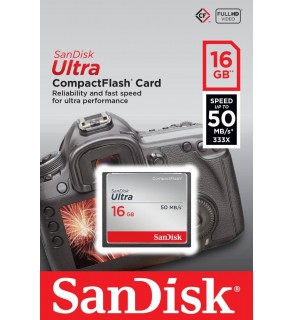 CF
FULL HD
VIDEO
SanDisk
Ultra
CompactFlash® Card
Reliability and fast speed
for ultra performance
16
GB**
SPEED
UP TO
50
MB/s*
333X
CompactFlash®
SanDisk
Ultra
16 GB
50 MB/s*
SanDisk®